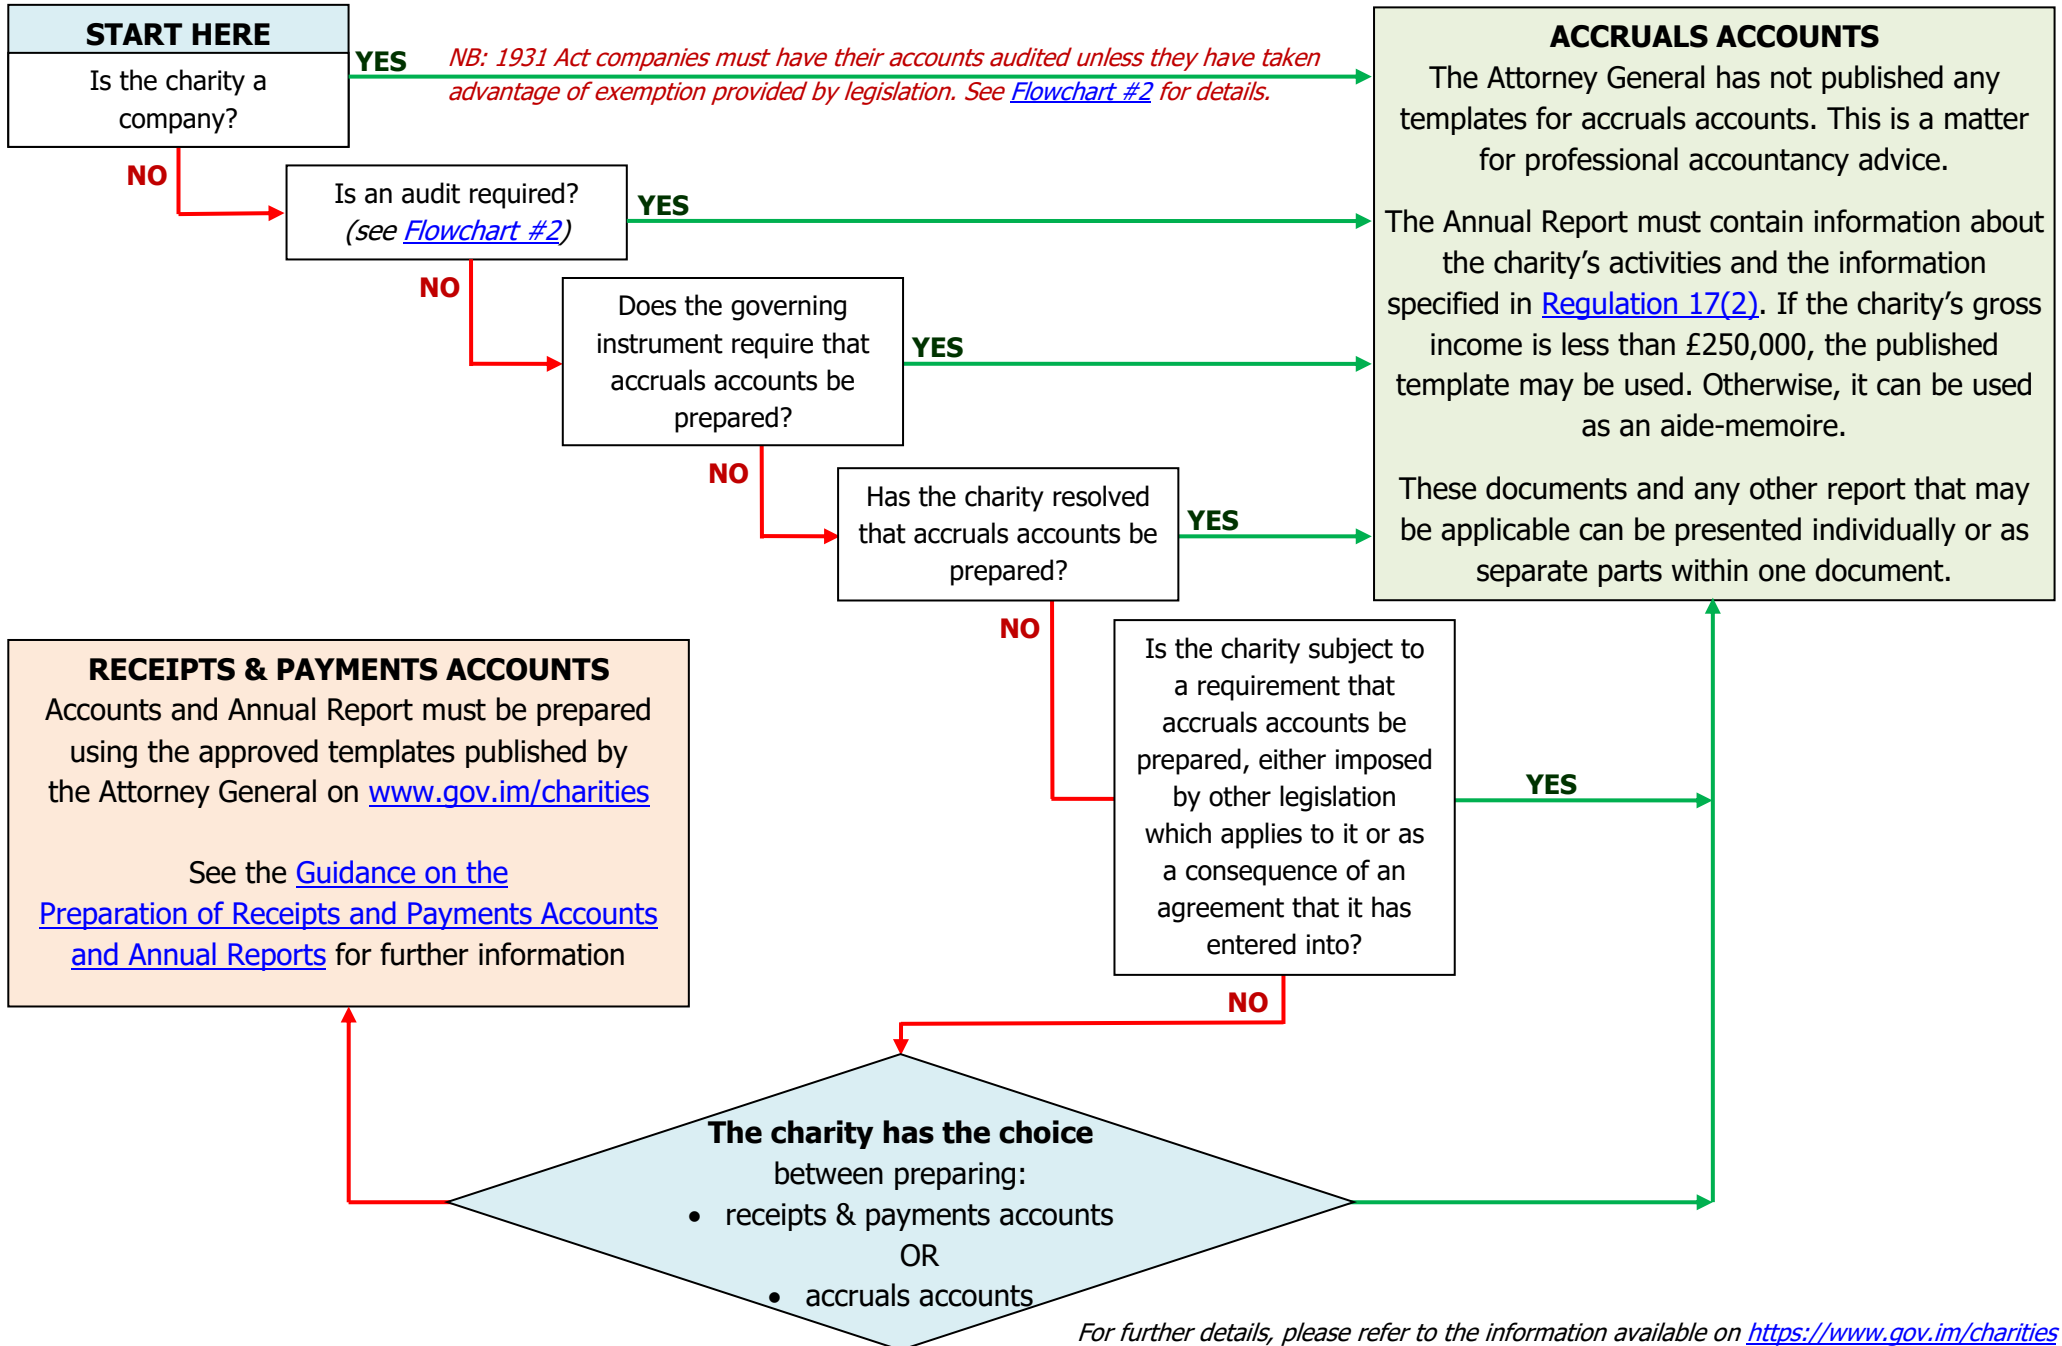 START HERE
Is the charity a
company?
YES
NB: 1931 Act companies must have their accounts audited unless they have taken
advantage of exemption provided by legislation. See Flowchart #2 for details.
NO
Is an audit required?
(see Flowchart #2)
YES
NO
Does the governing
instrument require that
accruals accounts be
prepared?
YES
NO
Has the charity resolved
that accruals accounts be
prepared?
YES
NO
Is the charity subject to
a requirement that
accruals accounts be
prepared, either imposed
by other legislation
which applies to it or as
a consequence of an
agreement that it has
entered into?
YES
NO
ACCRUALS ACCOUNTS
The Attorney General has not published any
templates for accruals accounts. This is a matter
for professional accountancy advice.
The Annual Report must contain information about
the charity’s activities and the information
specified in Regulation 17(2). If the charity’s gross
income is less than £250,000, the published
template may be used. Otherwise, it can be used
as an aide-memoire.
These documents and any other report that may
be applicable can be presented individually or as
separate parts within one document.
RECEIPTS & PAYMENTS ACCOUNTS
Accounts and Annual Report must be prepared
using the approved templates published by
the Attorney General on www.gov.im/charities
See the Guidance on the
Preparation of Receipts and Payments Accounts
and Annual Reports for further information
The charity has the choice
between preparing:
• receipts & payments accounts
OR
• accruals accounts
For further details, please refer to the information available on https://www.gov.im/charities